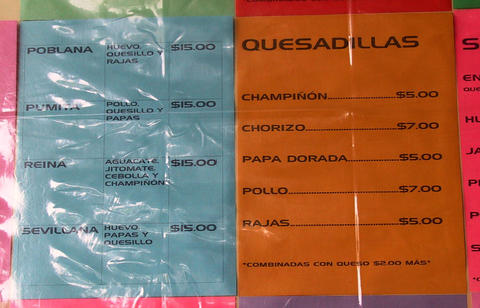 POBLANA HUEVO, $15.00
QUESILLO Y
RAJAS
PUMITA POLLO, $15.00
QUESILLO Y
PAPAS
REINA AGUACATE, $15.00
JITOMATE,
CEBOLLA Y
CHAMPIÑON
SEVILLANA HUEVO $15.00
PAPAS Y
QUESILLO
QUESADILLAS
CHAMPIÑÓN $5.00
CHORIZO $7.00
PAPA DORADA $5.00
POLLO $7.00
RAJAS $5.00
*COMBINADAS CON QUESO $2.00 MÁS*